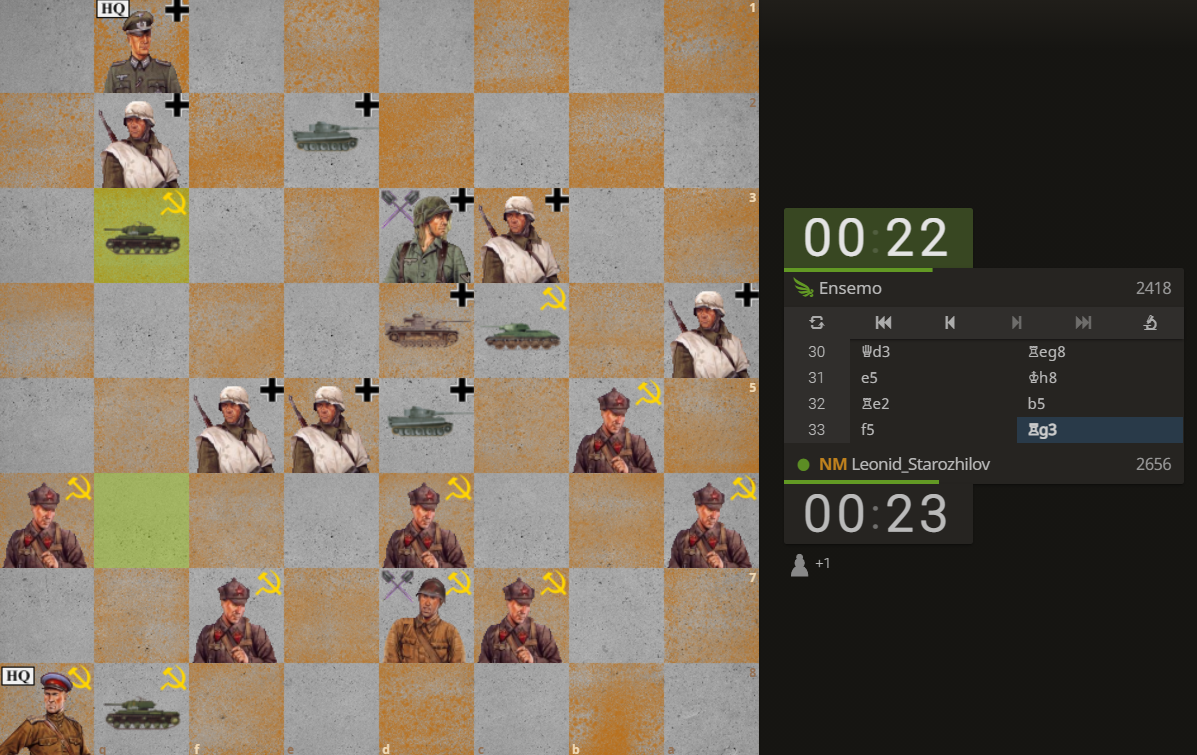 HQ
1
2
3
5
7
HQ
8
g
f
e
d
c
b
a
00:22
Ensemo 2418
30 ♕d3 ♖eg8
31 e5 ♔h8
32 ♖e2 b5
33 f5 ♖g3
NM Leonid_Starozhilov 2656
00:23
+1